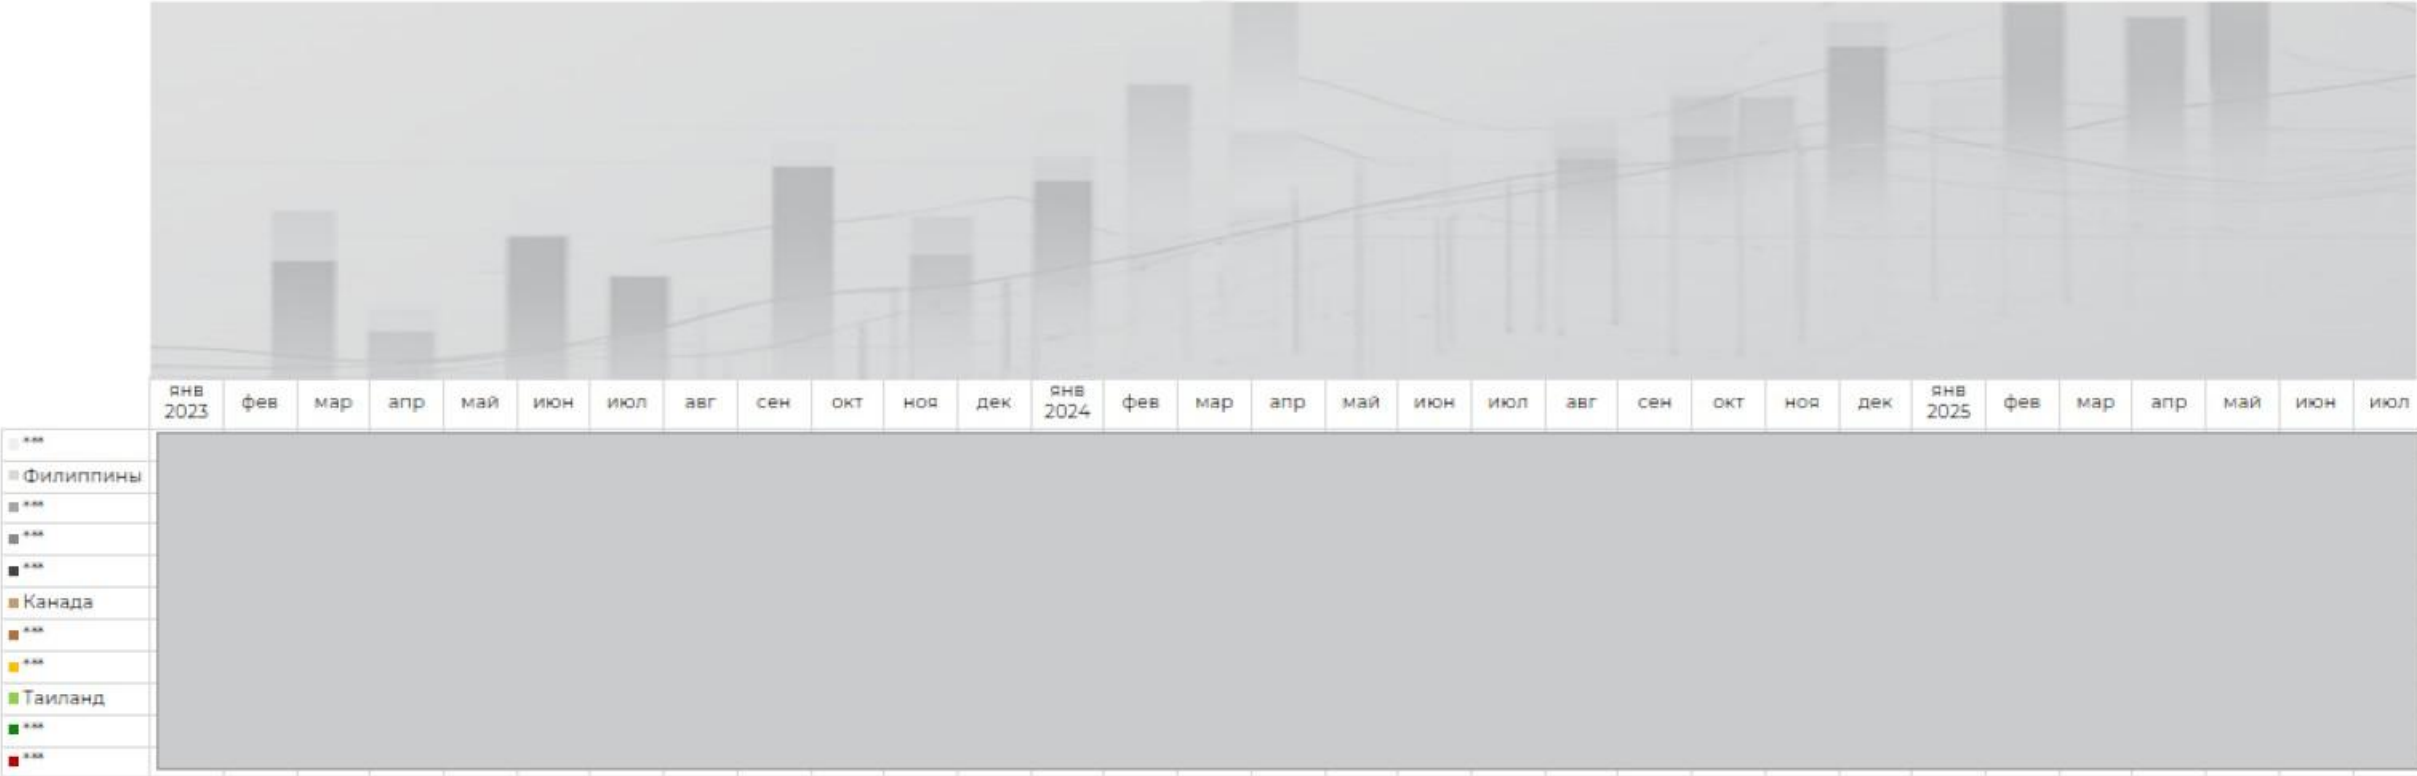 янв 2023 фев мар апр май июн июл авг сен окт ноя дек янв 2024 фев мар апр май июн июл авг сен окт ноя дек янв 2025 фев мар апр май июн июл
***
Филиппины
***
***
***
Канада
***
***
Таиланд
***
***